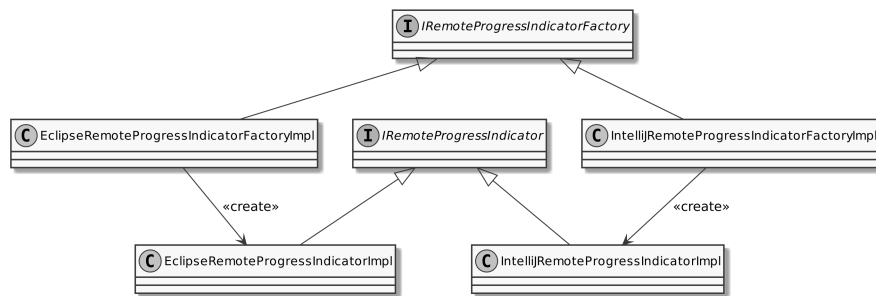 I IRemoteProgressIndicatorFactory
C EclipseRemoteProgressIndicatorFactoryImpl
I IRemoteProgressIndicator
C IntelliJRemoteProgressIndicatorFactoryImpl
«create»
«create»
C EclipseRemoteProgressIndicatorImpl
C IntelliJRemoteProgressIndicatorImpl